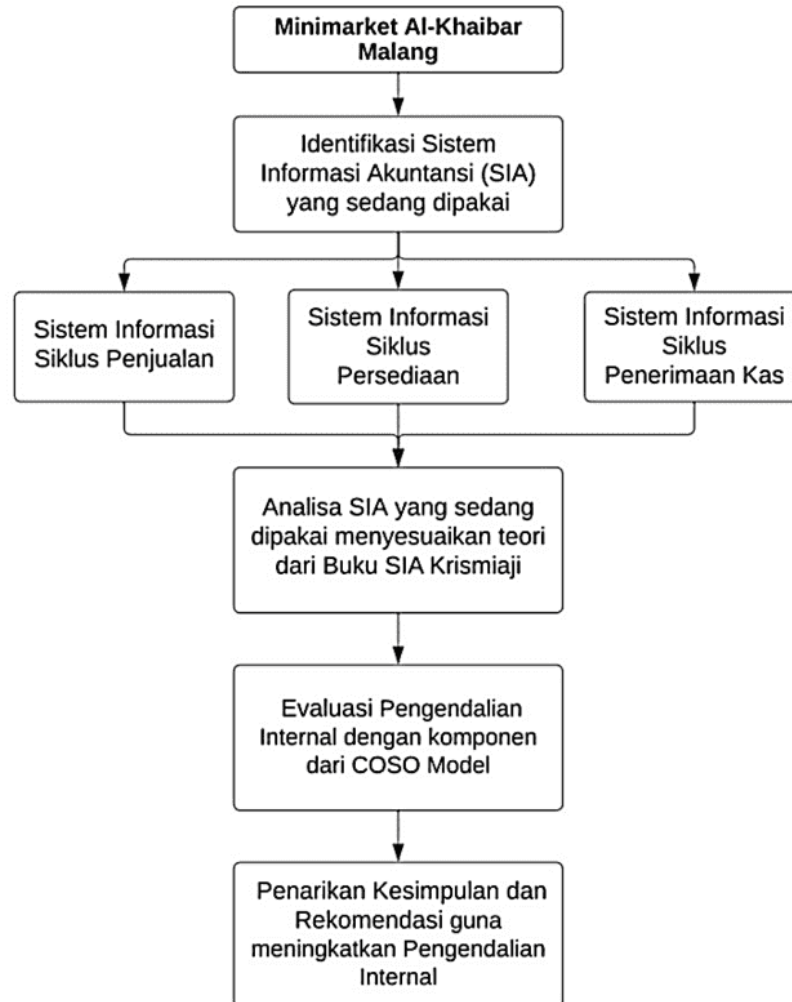 Minimarket Al-Khaibar
Malang
Identifikasi Sistem
Informasi Akuntansi (SIA)
yang sedang dipakai
Sistem Informasi
Siklus Penjualan
Sistem Informasi
Siklus
Persediaan
Sistem Informasi
Siklus
Penerimaan Kas
Analisa SIA yang sedang
dipakai menyesuaikan teori
dari Buku SIA Krismiaji
Evaluasi Pengendalian
Internal dengan komponen
dari COSO Model
Penarikan Kesimpulan dan
Rekomendasi guna
meningkatkan Pengendalian
Internal